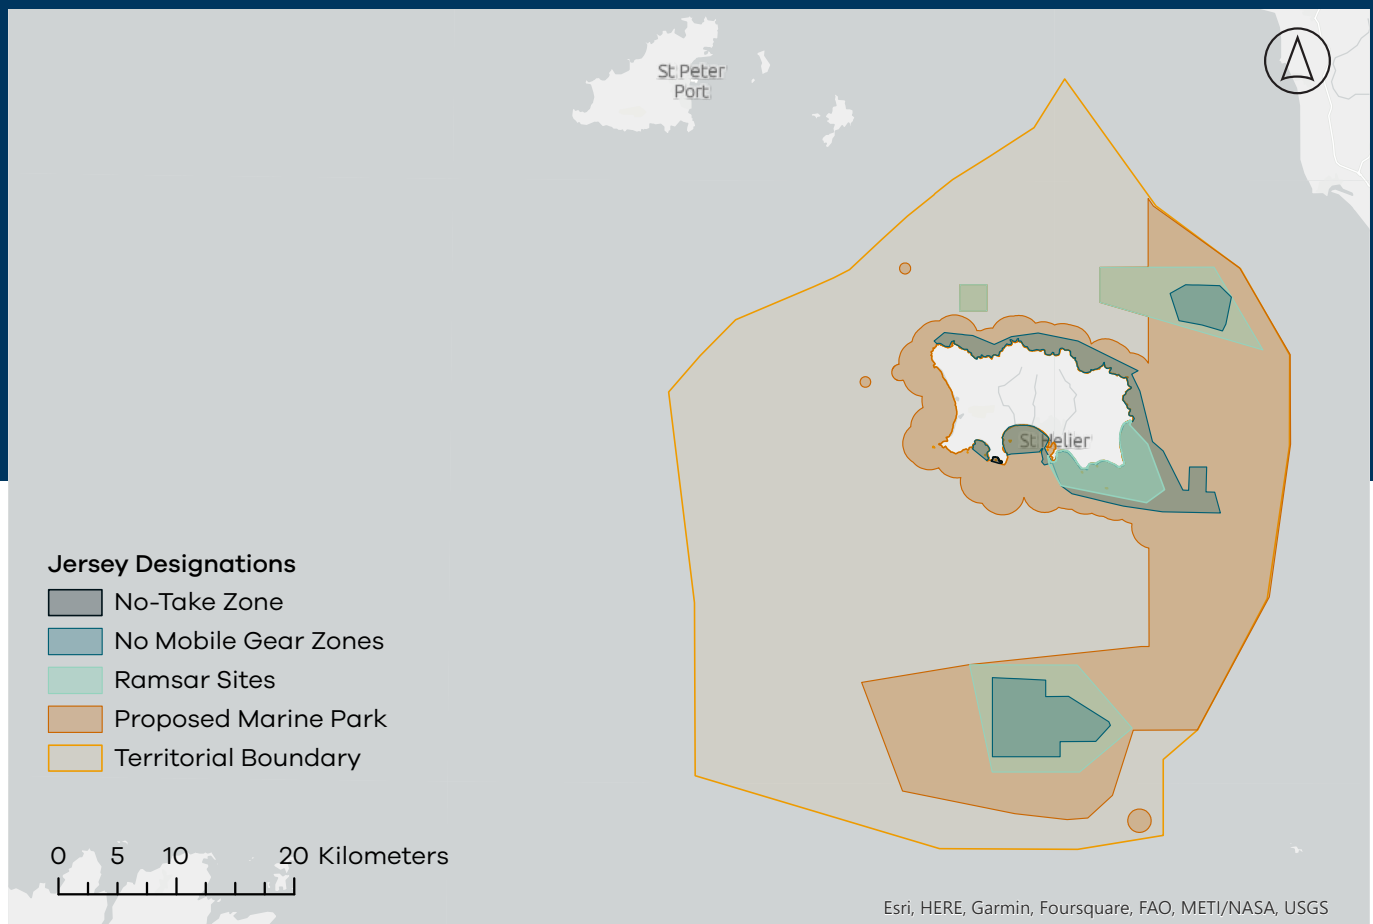 St Peter
Port
St Helier
Jersey Designations
No-Take Zone
No Mobile Gear Zones
Ramsar Sites
Proposed Marine Park
Territorial Boundary
0 5 10 20 Kilometers
Esri, HERE, Garmin, Foursquare, FAO, METI/NASA, USGS